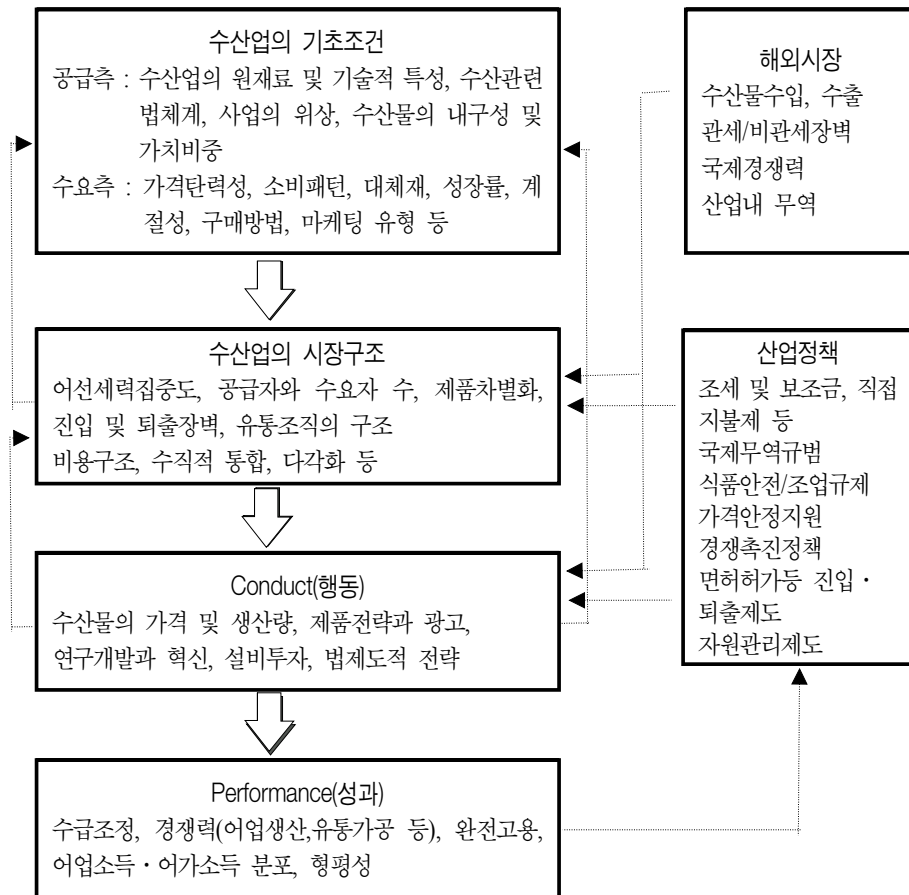 수산업의 기초조건
공급측 : 수산업의 원재료 및 기술적 특성, 수산관련
법체계, 사업의 위상, 수산물의 내구성 및
가치비중
수요측 : 가격탄력성, 소비패턴, 대체재, 성장률, 계
절성, 구매방법, 마케팅 유형 등
해외시장
수산물수입, 수출
관세/비관세장벽
국제경쟁력
산업내 무역
수산업의 시장구조
어선세력집중도, 공급자와 수요자 수, 제품차별화,
진입 및 퇴출장벽, 유통조직의 구조
비용구조, 수직적 통합, 다각화 등
산업정책
조세 및 보조금, 직접
지불제 등
국제무역규범
식품안전/조업규제
가격안정지원
경쟁촉진정책
면허허가등 진입・
퇴출제도
자원관리제도
Conduct(행동)
수산물의 가격 및 생산량, 제품전략과 광고,
연구개발과 혁신, 설비투자, 법제도적 전략
Performance(성과)
수급조정, 경쟁력(어업생산,유통가공 등), 완전고용,
어업소득・어가소득 분포, 형평성